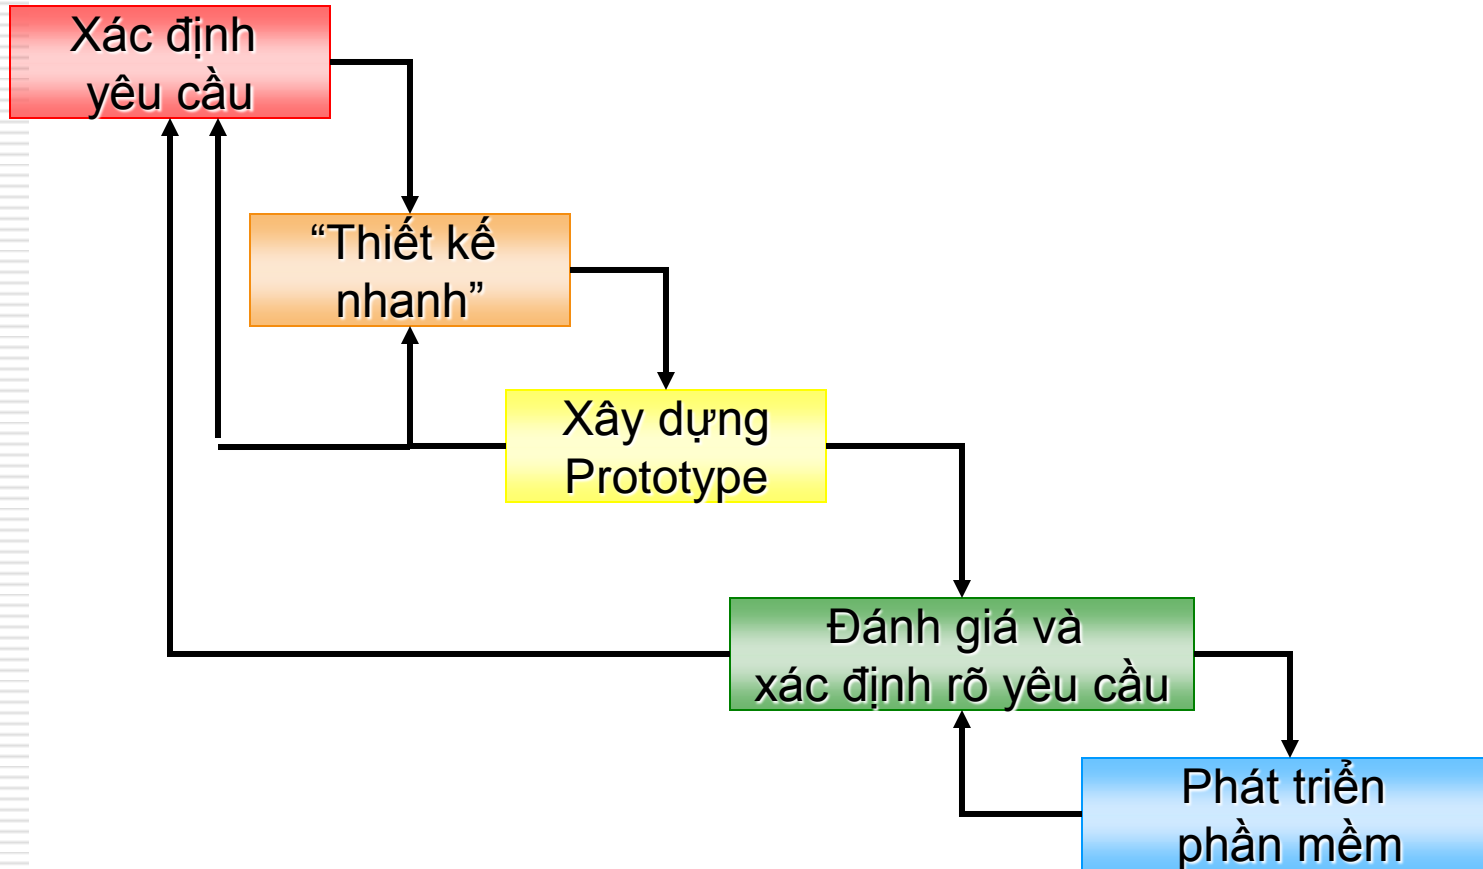 Xác định
yêu cầu
“Thiết kế
nhanh”
Xây dựng
Prototype
Đánh giá và
xác định rõ yêu cầu
Phát triển
phần mềm